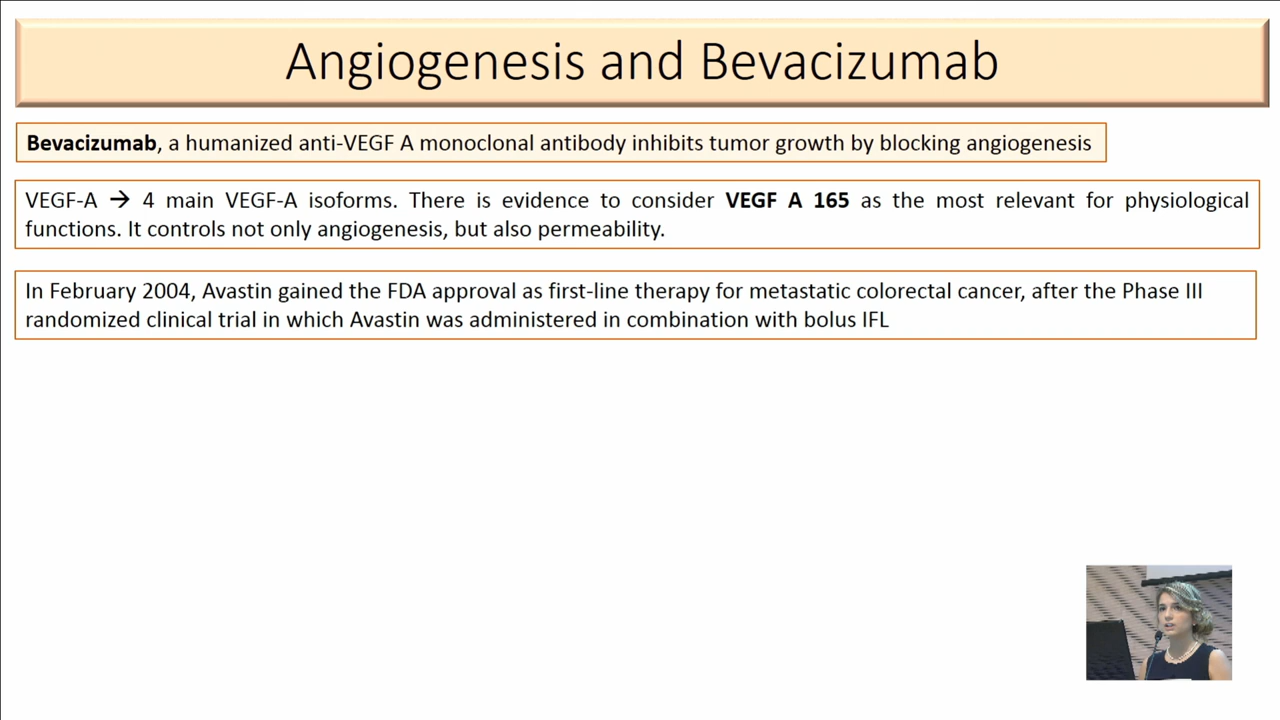 Angiogenesis and Bevacizumab
Bevacizumab, a humanized anti-VEGF A monoclonal antibody inhibits tumor growth by blocking angiogenesis
VEGF-A → 4 main VEGF-A isoforms. There is evidence to consider VEGF A 165 as the most relevant for physiological
functions. It controls not only angiogenesis, but also permeability.
In February 2004, Avastin gained the FDA approval as first-line therapy for metastatic colorectal cancer, after the Phase III
randomized clinical trial in which Avastin was administered in combination with bolus IFL